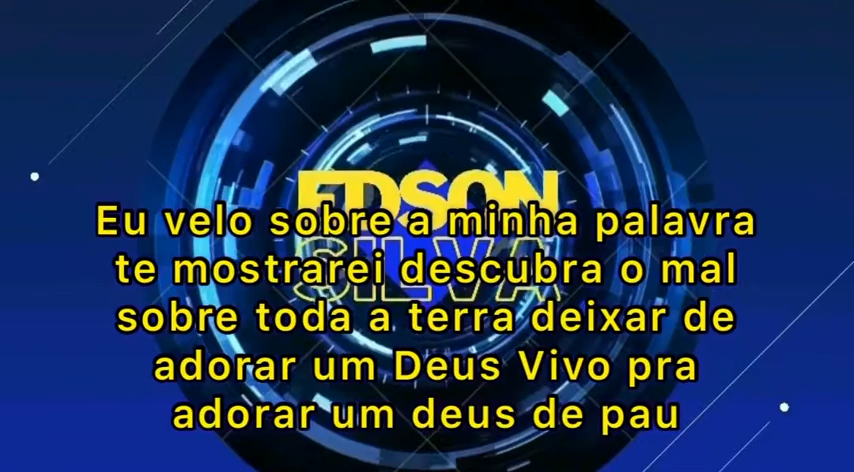 EDSON
SILVA
Eu velo sobre a minha palavra
te mostrarei descubra o mal
sobre toda a terra deixar de
adorar um Deus Vivo pra
adorar um deus de pau